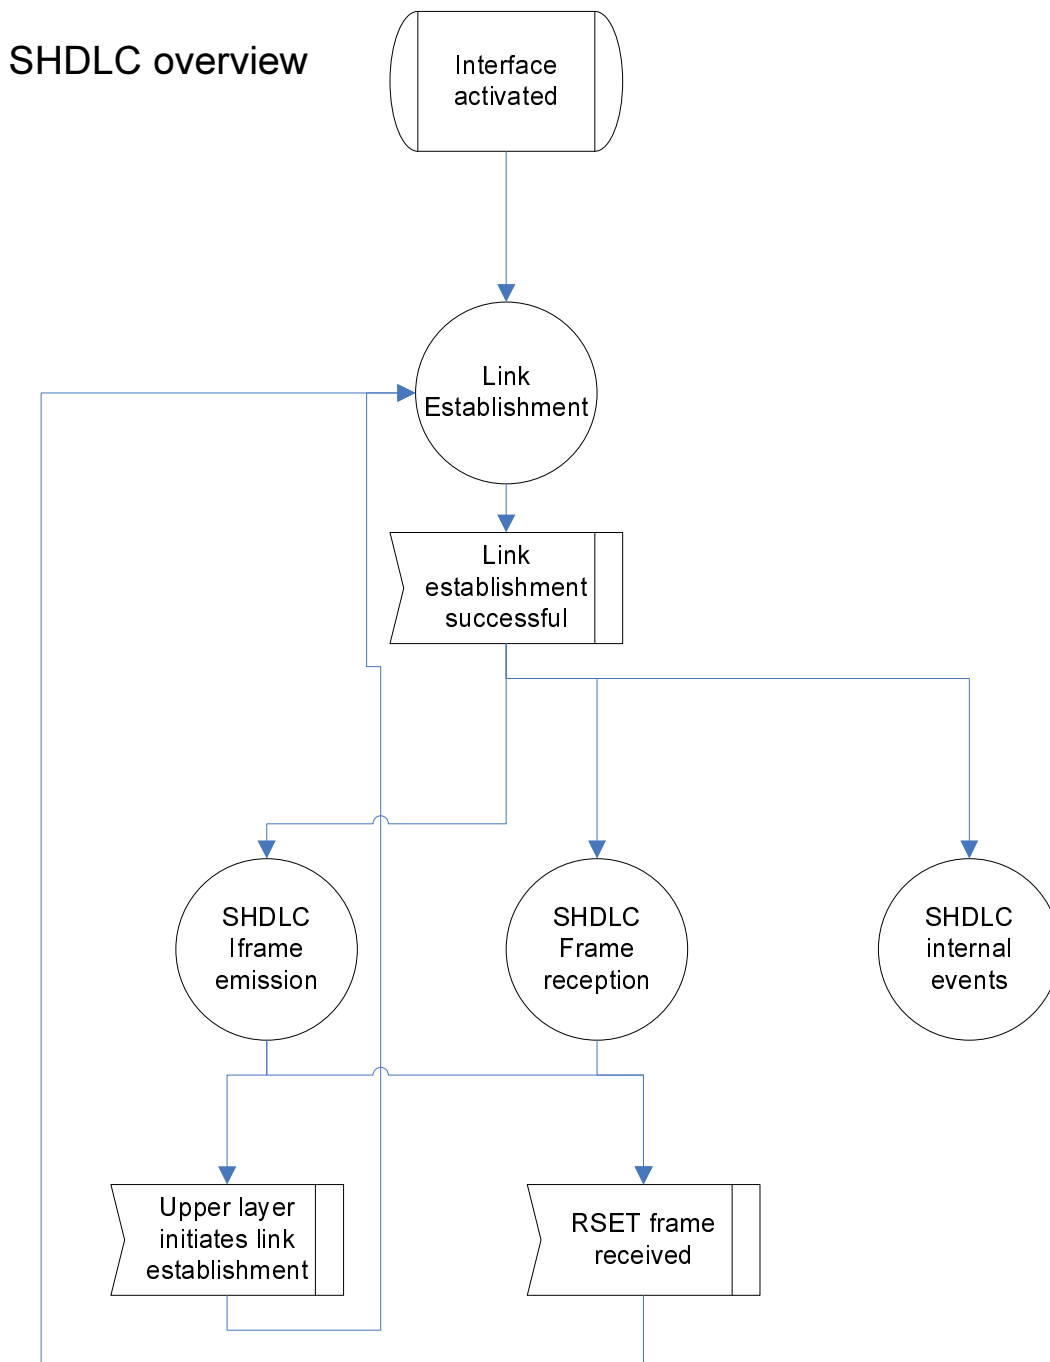 SHDLC overview
Interface
activated
Link
Establishment
Link
establishment
successful
SHDLC
Iframe
emission
SHDLC
Frame
reception
SHDLC
internal
events
Upper layer
initiates link
establishment
RSET frame
received